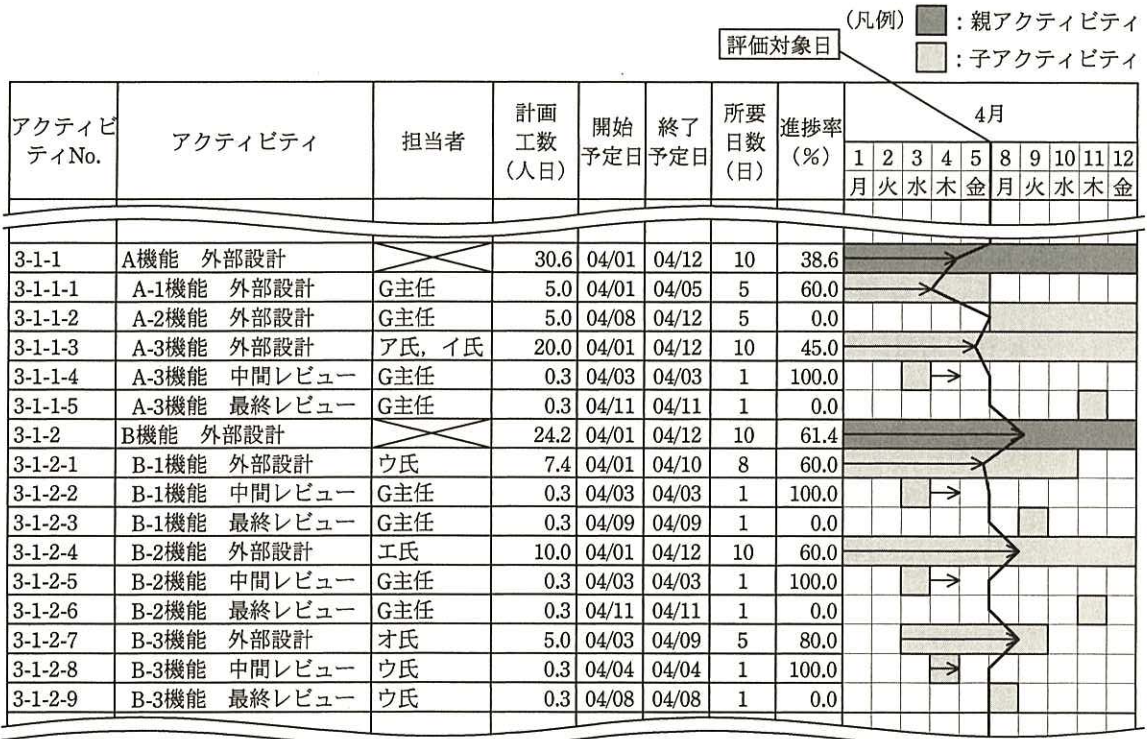 (凡例) ：親アクティビティ
評価対象日 ：子アクティビティ
アクティビティNo. アクティビティ 担当者 計画工数(人日) 開始予定日 終了予定日 所要日数(日) 進捗率(%) 4月
1 2 3 4 5 8 9 10 11 12
月 火 水 木 金 月 火 水 木 金
3-1-1 A機能 外部設計 30.6 04/01 04/12 10 38.6
3-1-1-1 A-1機能 外部設計 G主任 5.0 04/01 04/05 5 60.0
3-1-1-2 A-2機能 外部設計 G主任 5.0 04/08 04/12 5 0.0
3-1-1-3 A-3機能 外部設計 ア氏，イ氏 20.0 04/01 04/12 10 45.0
3-1-1-4 A-3機能 中間レビュー G主任 0.3 04/03 04/03 1 100.0
3-1-1-5 A-3機能 最終レビュー G主任 0.3 04/11 04/11 1 0.0
3-1-2 B機能 外部設計 24.2 04/01 04/12 10 61.4
3-1-2-1 B-1機能 外部設計 ウ氏 7.4 04/01 04/10 8 60.0
3-1-2-2 B-1機能 中間レビュー G主任 0.3 04/03 04/03 1 100.0
3-1-2-3 B-1機能 最終レビュー G主任 0.3 04/09 04/09 1 0.0
3-1-2-4 B-2機能 外部設計 エ氏 10.0 04/01 04/12 10 60.0
3-1-2-5 B-2機能 中間レビュー G主任 0.3 04/03 04/03 1 100.0
3-1-2-6 B-2機能 最終レビュー G主任 0.3 04/11 04/11 1 0.0
3-1-2-7 B-3機能 外部設計 オ氏 5.0 04/03 04/09 5 80.0
3-1-2-8 B-3機能 中間レビュー ウ氏 0.3 04/04 04/04 1 100.0
3-1-2-9 B-3機能 最終レビュー ウ氏 0.3 04/08 04/08 1 0.0